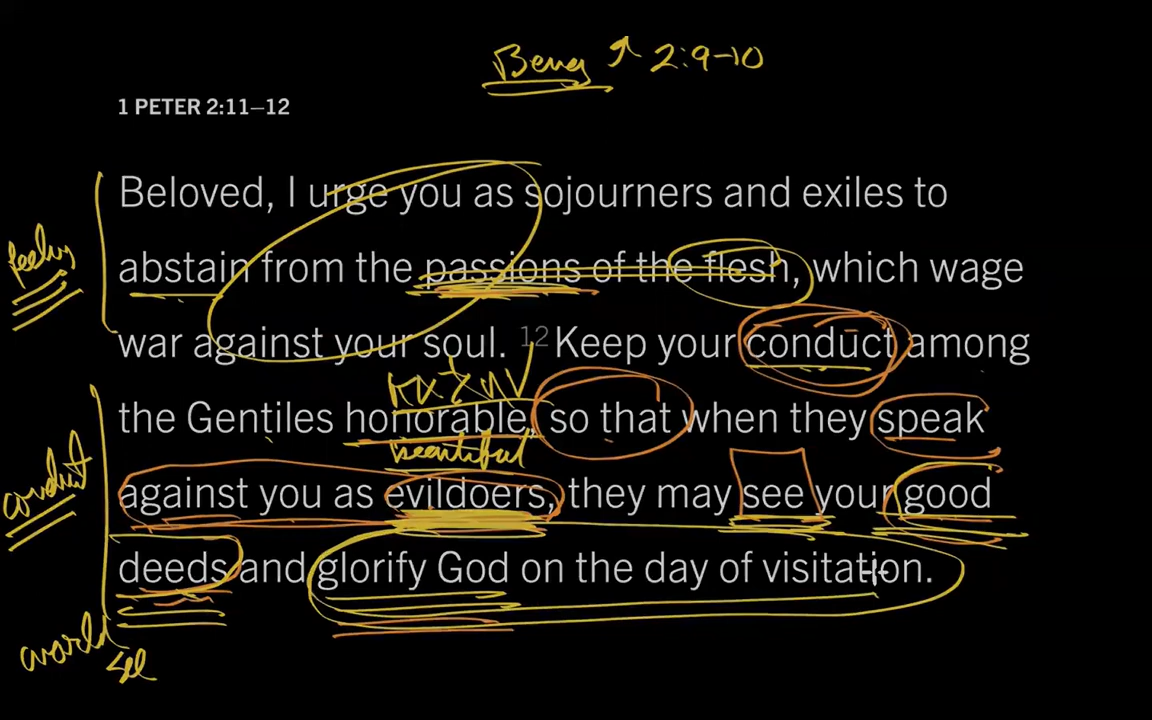 Being 2:9-10
1 PETER 2:11–12
Beloved, I urge you as sojourners and exiles to
feelings
abstain from the passions of the flesh, which wage
war against your soul. 12 Keep your conduct among
the Gentiles honorable, so that when they speak
beautiful
conduct
against you as evildoers, they may see your good
deeds and glorify God on the day of visitation.
world
see